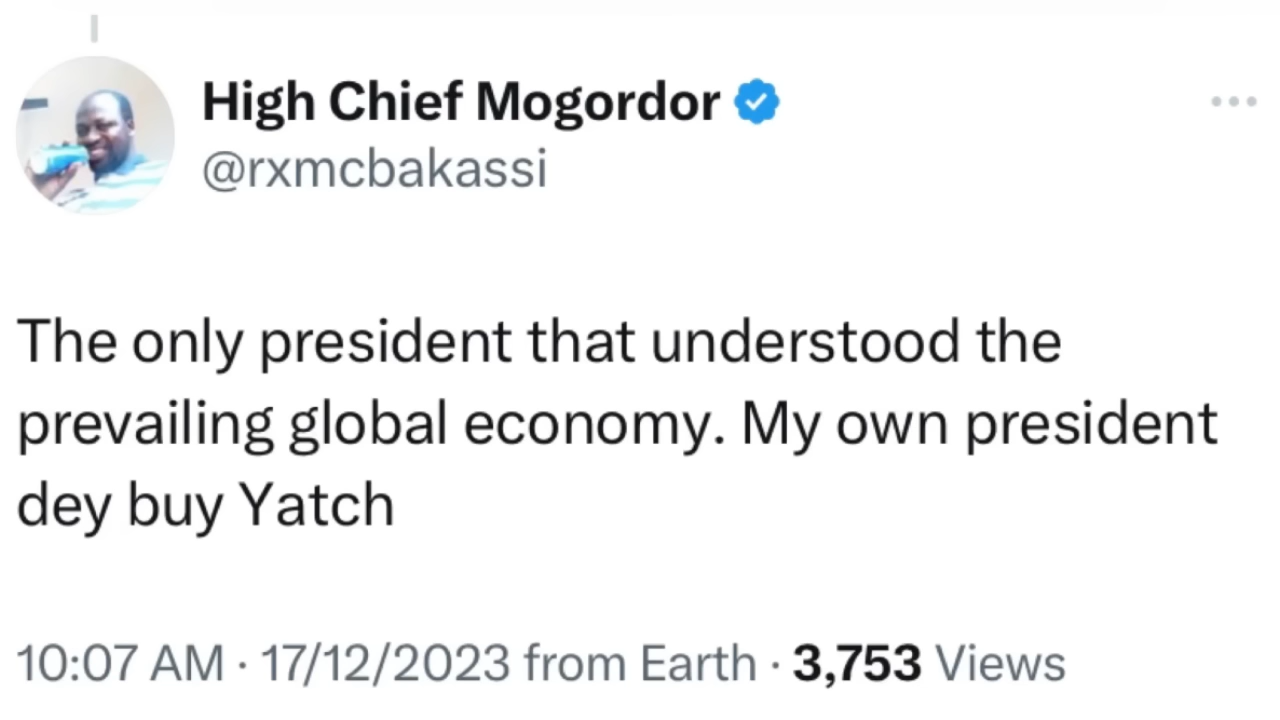 High Chief Mogordor
@rxmcbakassi
The only president that understood the
prevailing global economy. My own president
dey buy Yatch
10:07 AM · 17/12/2023 from Earth · 3,753 Views